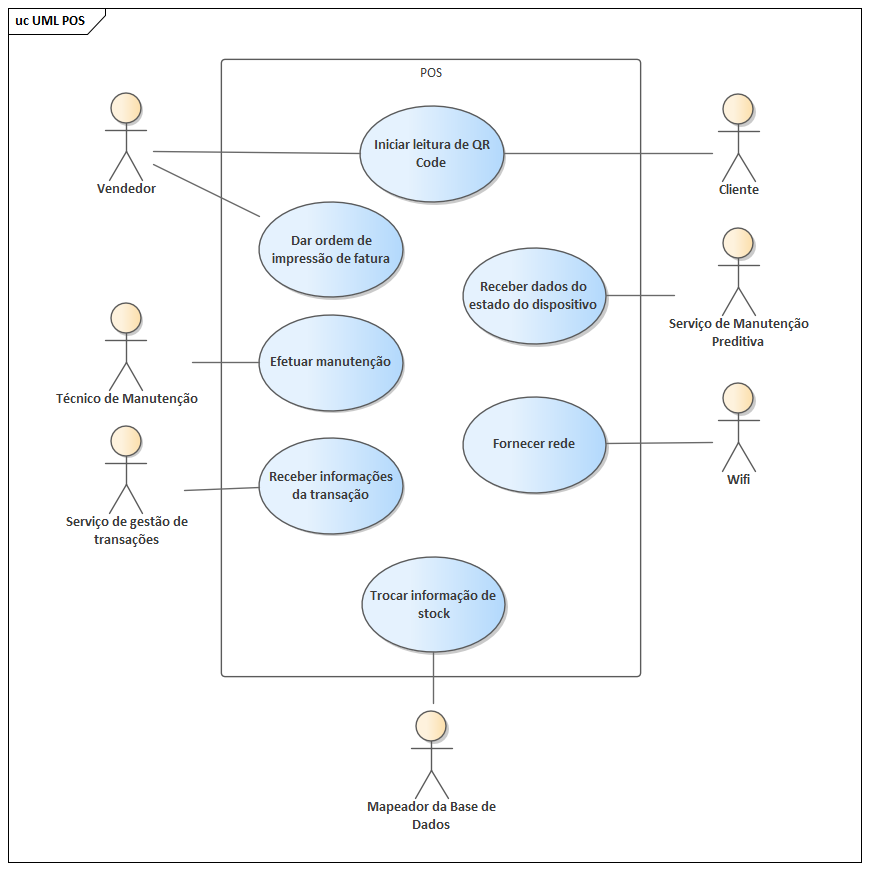 uc UML POS
POS
Iniciar leitura de QR
Code
Vendedor
Cliente
Dar ordem de
impressão de fatura
Receber dados do
estado do dispositivo
Serviço de Manutenção
Preditiva
Efetuar manutenção
Técnico de Manutenção
Fornecer rede
Wifi
Receber informações
da transação
Serviço de gestão de
transações
Trocar informação de
stock
Mapeador da Base de
Dados